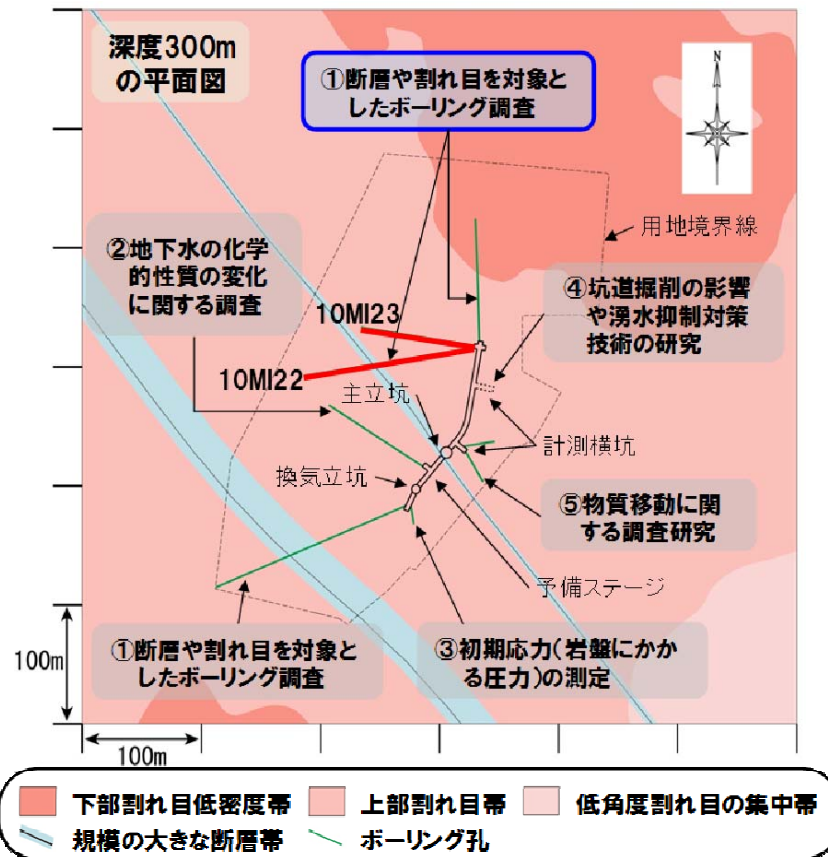 深度300m
の平面図
①断層や割れ目を対象と
したボーリング調査
N
用地境界線
②地下水の化学
的性質の変化
に関する調査
④坑道掘削の影響
や湧水抑制対策
技術の研究
10MI23
10MI22
主立坑
計測横坑
換気立坑
⑤物質移動に関
する調査研究
予備ステージ
①断層や割れ目を対象と
したボーリング調査
③初期応力(岩盤にかか
る圧力)の測定
100m
100m
下部割れ目低密度帯
上部割れ目帯
低角度割れ目の集中帯
規模の大きな断層帯
ボーリング孔